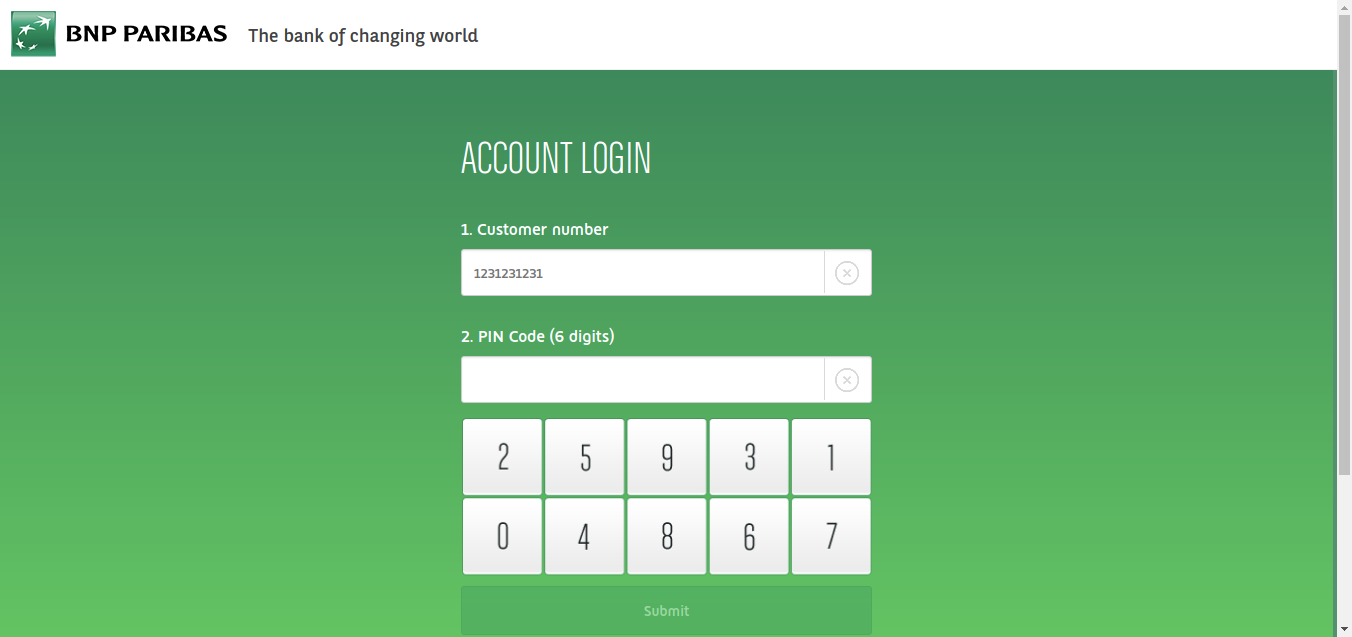 BNP PARIBAS The bank of changing world
ACCOUNT LOGIN
1. Customer number
1231231231
2. PIN Code (6 digits)
2 5 9 3 1
0 4 8 6 7
Submit